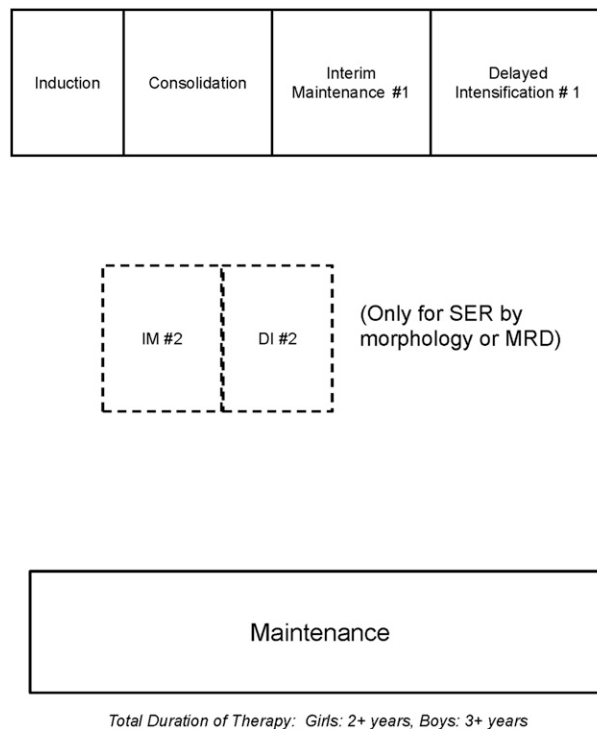 Induction
Consolidation
Interim
Maintenance #1
Delayed
Intensification # 1
IM #2
DI #2
(Only for SER by
morphology or MRD)
Maintenance
Total Duration of Therapy: Girls: 2+ years, Boys: 3+ years